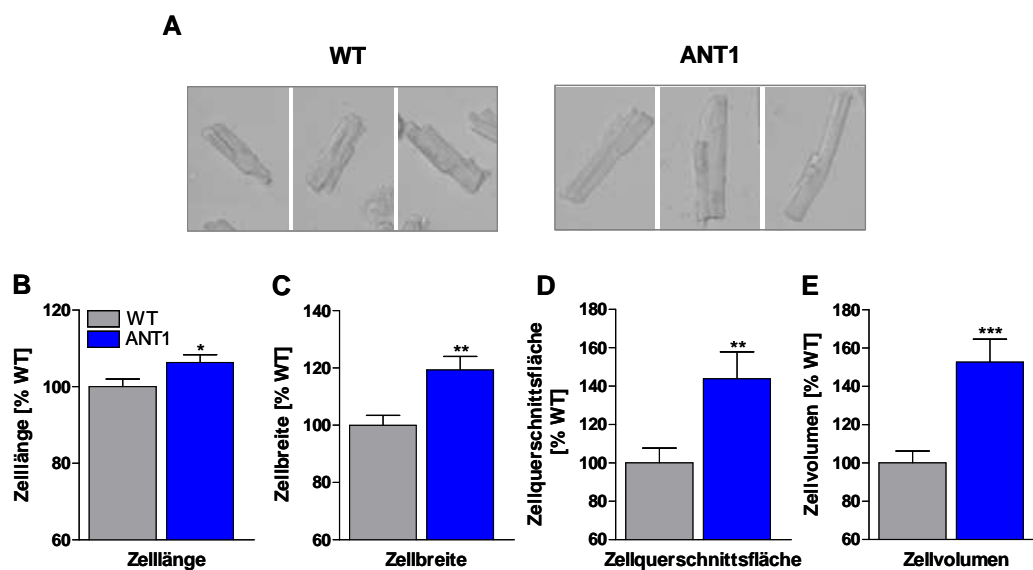 A
WT
ANT1
B
120
100
80
60
Zelllänge [% WT]
WT
ANT1
*
Zelllänge
C
140
120
100
80
60
Zellbreite [% WT]
**
Zellbreite
D
180
160
140
120
100
80
60
Zellquerschnittsfläche
[% WT]
**
Zellquerschnittsfläche
E
180
160
140
120
100
80
60
Zellvolumen [% WT]
***
Zellvolumen